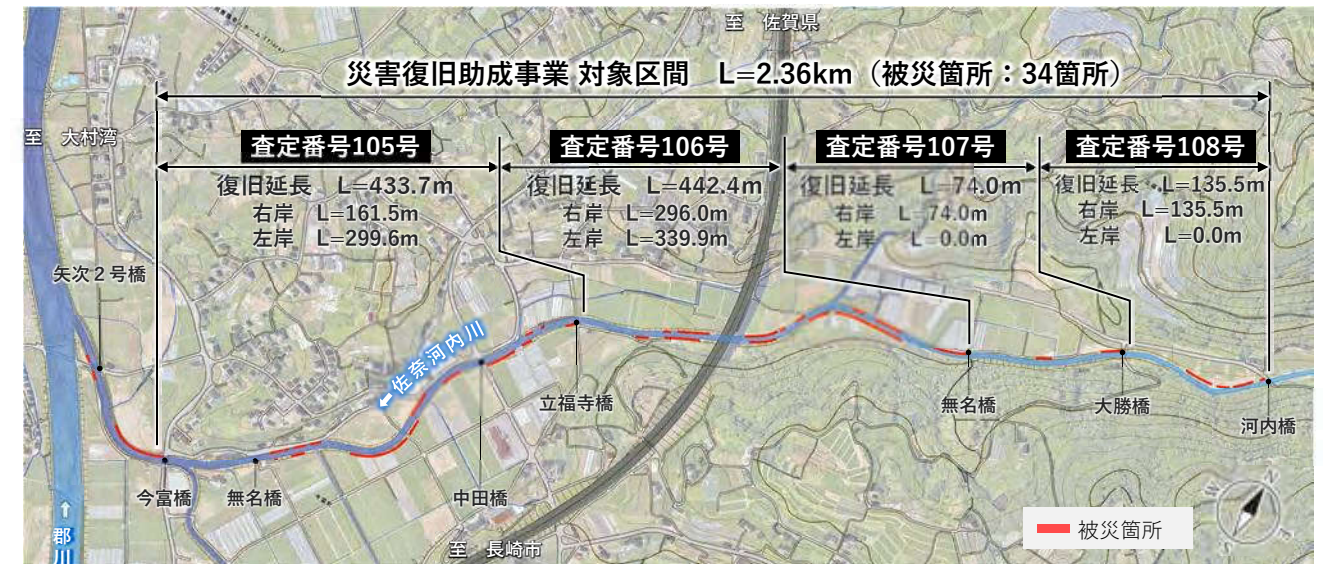 至 佐賀県
災害復旧助成事業 対象区間 L=2.36km（被災箇所：34箇所）
至 大村湾
査定番号105号
復旧延長 L=433.7m
右岸 L=161.5m
左岸 L=299.6m
査定番号106号
復旧延長 L=442.4m
右岸 L=296.0m
左岸 L=339.9m
査定番号107号
復旧延長 L=74.0m
右岸 L=74.0m
左岸 L=0.0m
査定番号108号
復旧延長 L=135.5m
右岸 L=135.5m
左岸 L=0.0m
矢次２号橋
佐奈河内川
立福寺橋
無名橋
大勝橋
河内橋
今富橋
無名橋
中田橋
郡川
至 長崎市
被災箇所
N